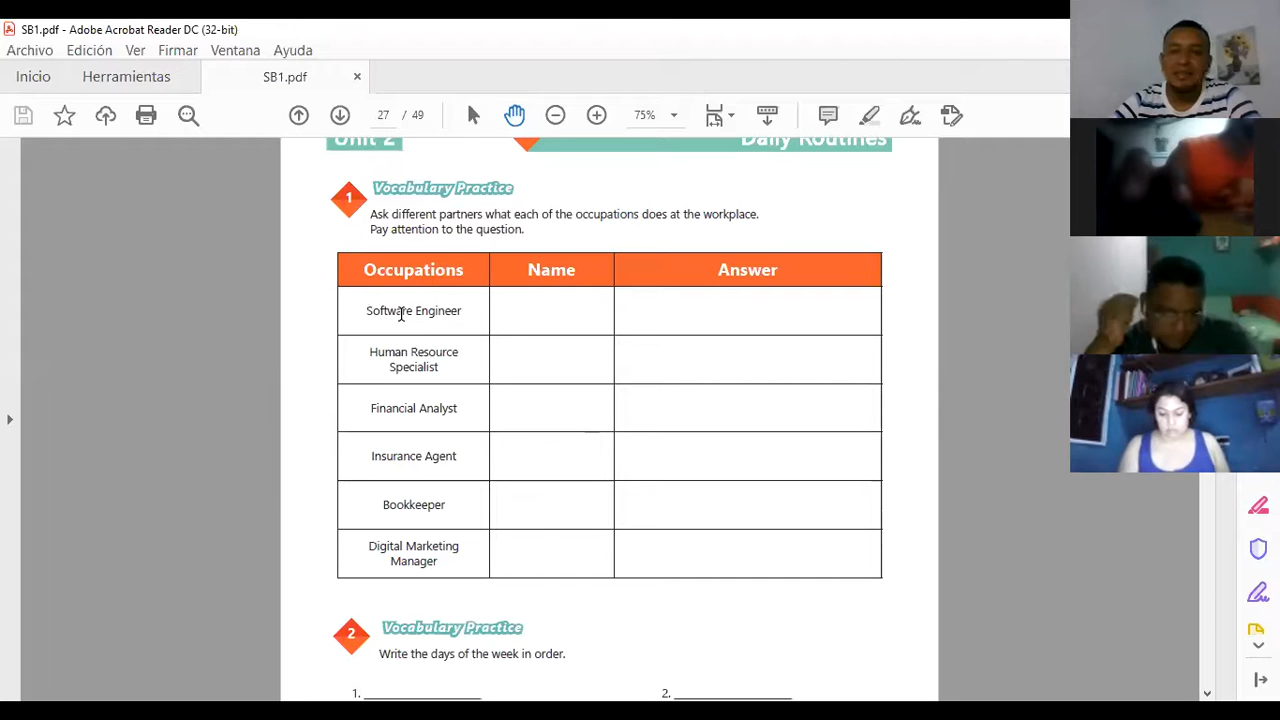 SB1.pdf - Adobe Acrobat Reader DC (32-bit)
Archivo Edición Ver Firmar Ventana Ayuda
Inicio Herramientas SB1.pdf ×
27 / 49 75%
Unit 2 Daily Routines
1 Vocabulary Practice
Ask different partners what each of the occupations does at the workplace.
Pay attention to the question.
Occupations Name Answer
Software Engineer
Human Resource
Specialist
Financial Analyst
Insurance Agent
Bookkeeper
Digital Marketing
Manager
2 Vocabulary Practice
Write the days of the week in order.
1. 2.